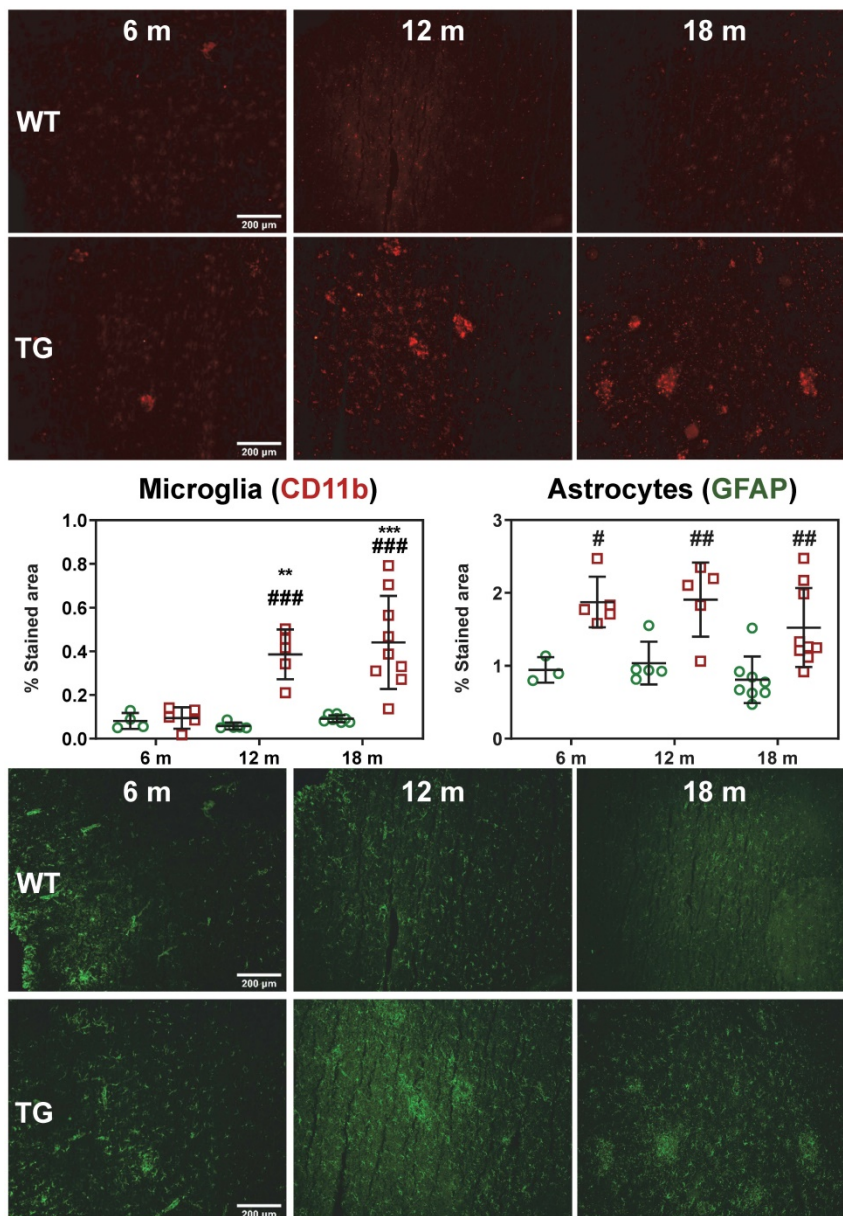 6 m 12 m 18 m
WT
200 µm
TG
200 µm
Microglia (CD11b)
% Stained area
1.0
0.8
0.6
0.4
0.2
0.0
**
###
***
###
6 m 12 m 18 m
Astrocytes (GFAP)
% Stained area
3
2
1
0
# ## ##
6 m 12 m 18 m
6 m 12 m 18 m
WT
200 µm
TG
200 µm